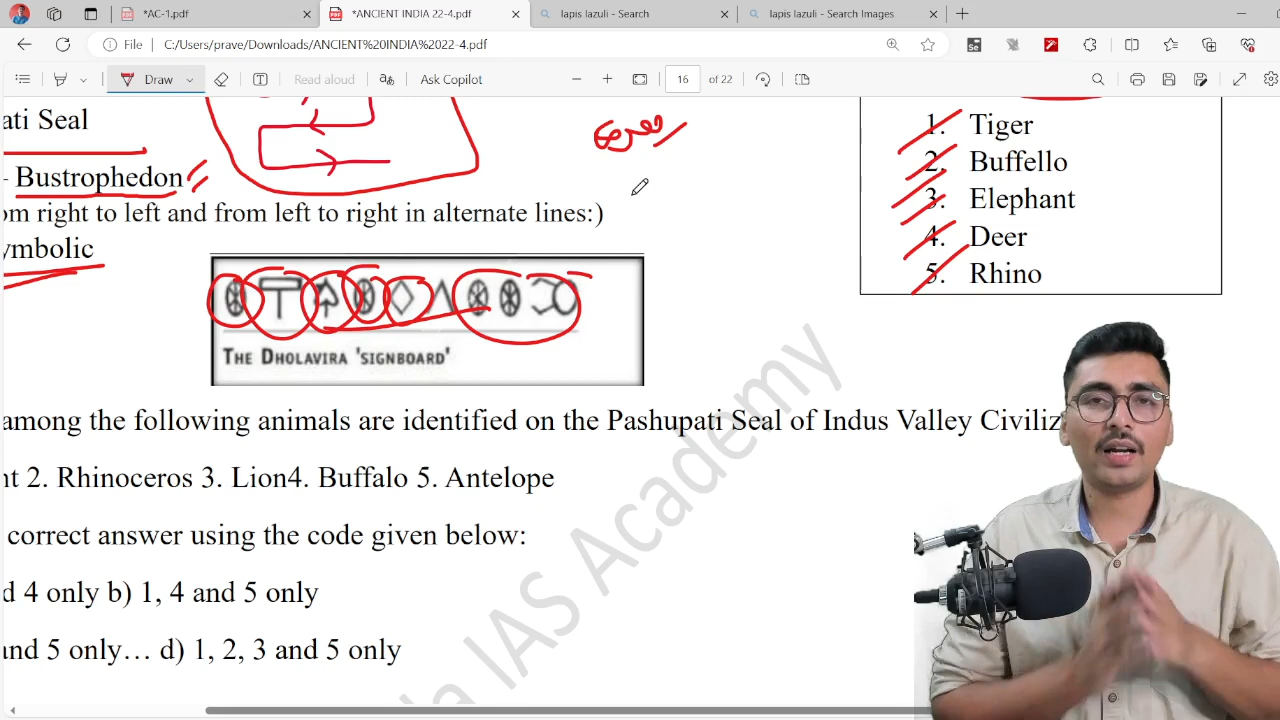 *AC-1.pdf
*ANCIENT INDIA 22-4.pdf
lapis lazuli - Search
lapis lazuli - Search Images
File
C:/Users/prave/Downloads/ANCIENT%20INDIA%2022-4.pdf
Draw
Read aloud
Ask Copilot
16 of 22
ati Seal
- Bustrophedon
om right to left and from left to right in alternate lines:)
ymbolic
THE DHOLAVIRA 'SIGNBOARD'
1. Tiger
2. Buffello
3. Elephant
4. Deer
5. Rhino
among the following animals are identified on the Pashupati Seal of Indus Valley Civiliz
nt 2. Rhinoceros 3. Lion4. Buffalo 5. Antelope
correct answer using the code given below:
d 4 only b) 1, 4 and 5 only
and 5 only… d) 1, 2, 3 and 5 only
a IAS Academy